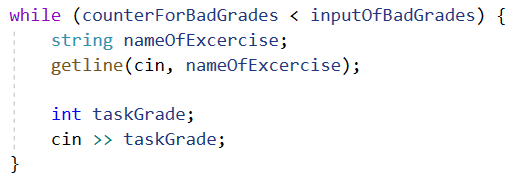 while (counterForBadGrades < inputOfBadGrades) {
string nameOfExcercise;
getline(cin, nameOfExcercise);
int taskGrade;
cin >> taskGrade;
}